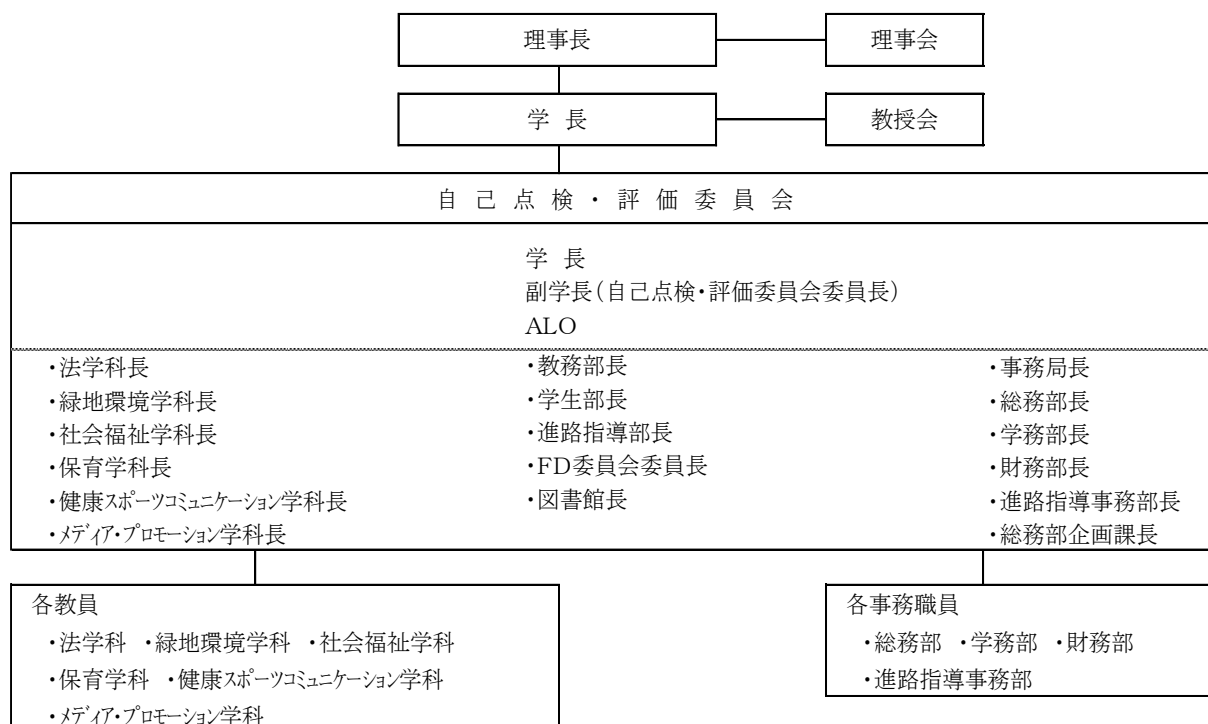 理事長
理事会
学 長
教授会
自 己 点 検 ・ 評 価 委 員 会
学 長
副学長(自己点検・評価委員会委員長)
ALO
・法学科長
・緑地環境学科長
・社会福祉学科長
・保育学科長
・健康スポーツコミュニケーション学科長
・メディア・プロモーション学科長
・教務部長
・学生部長
・進路指導部長
・FD委員会委員長
・図書館長
・事務局長
・総務部長
・学務部長
・財務部長
・進路指導事務部長
・総務部企画課長
各教員
・法学科 ・緑地環境学科 ・社会福祉学科
・保育学科 ・健康スポーツコミュニケーション学科
・メディア・プロモーション学科
各事務職員
・総務部 ・学務部 ・財務部
・進路指導事務部